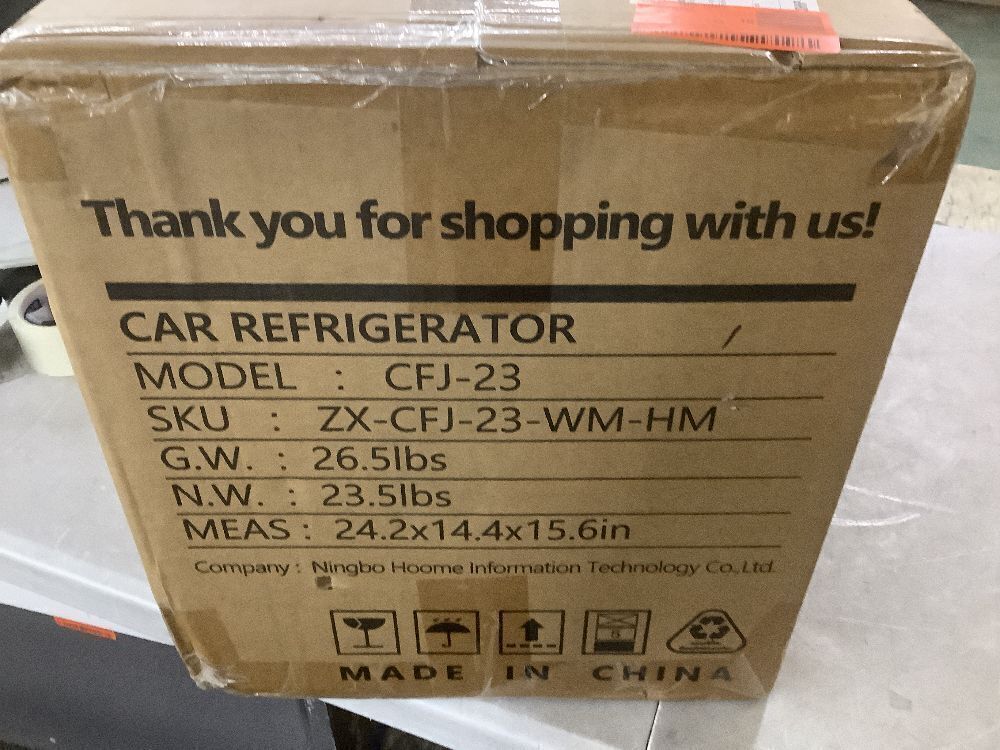 Thank you for shopping with us!
CAR REFRIGERATOR
MODEL : CFJ-23
SKU : ZX-CFJ-23-WM-HM
G.W. : 26.5lbs
N.W. : 23.5lbs
MEAS : 24.2x14.4x15.6in
Company : Ningbo Hoome Information Technology Co.,Ltd.
MADE IN CHINA